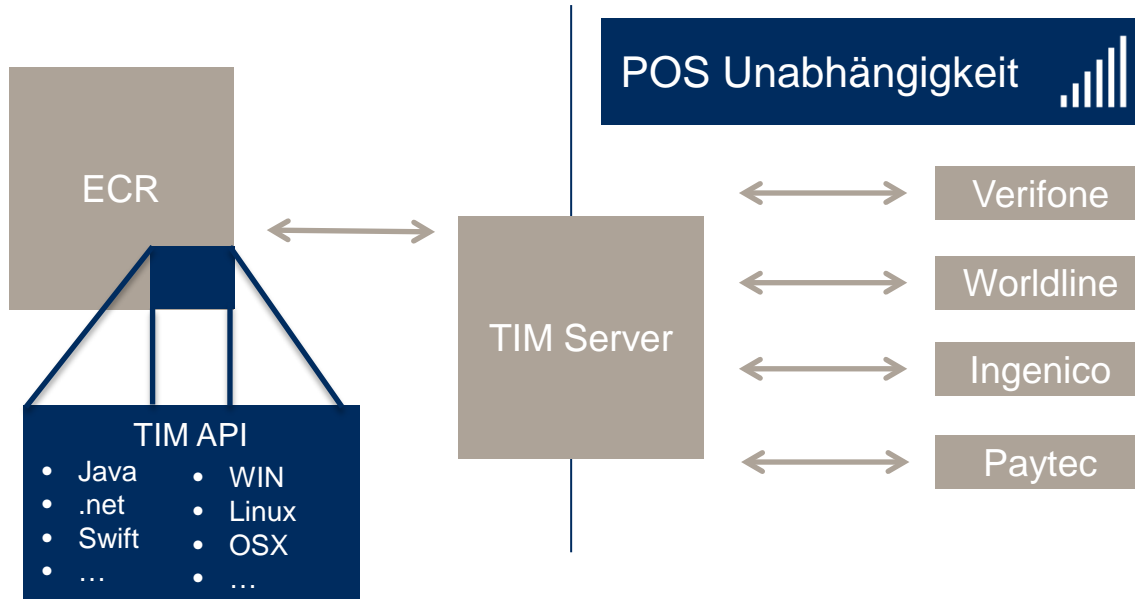 POS Unabhängigkeit
ECR
TIM Server
Verifone
Worldline
Ingenico
Paytec
TIM API
• Java
• .net
• Swift
• …
• WIN
• Linux
• OSX
• …